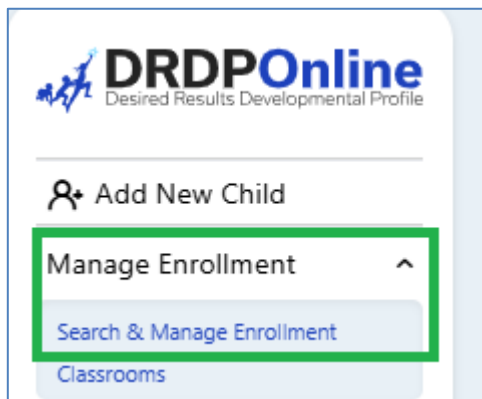 DRDPOnline
Desired Results Developmental Profile
Add New Child
Manage Enrollment
Search & Manage Enrollment
Classrooms